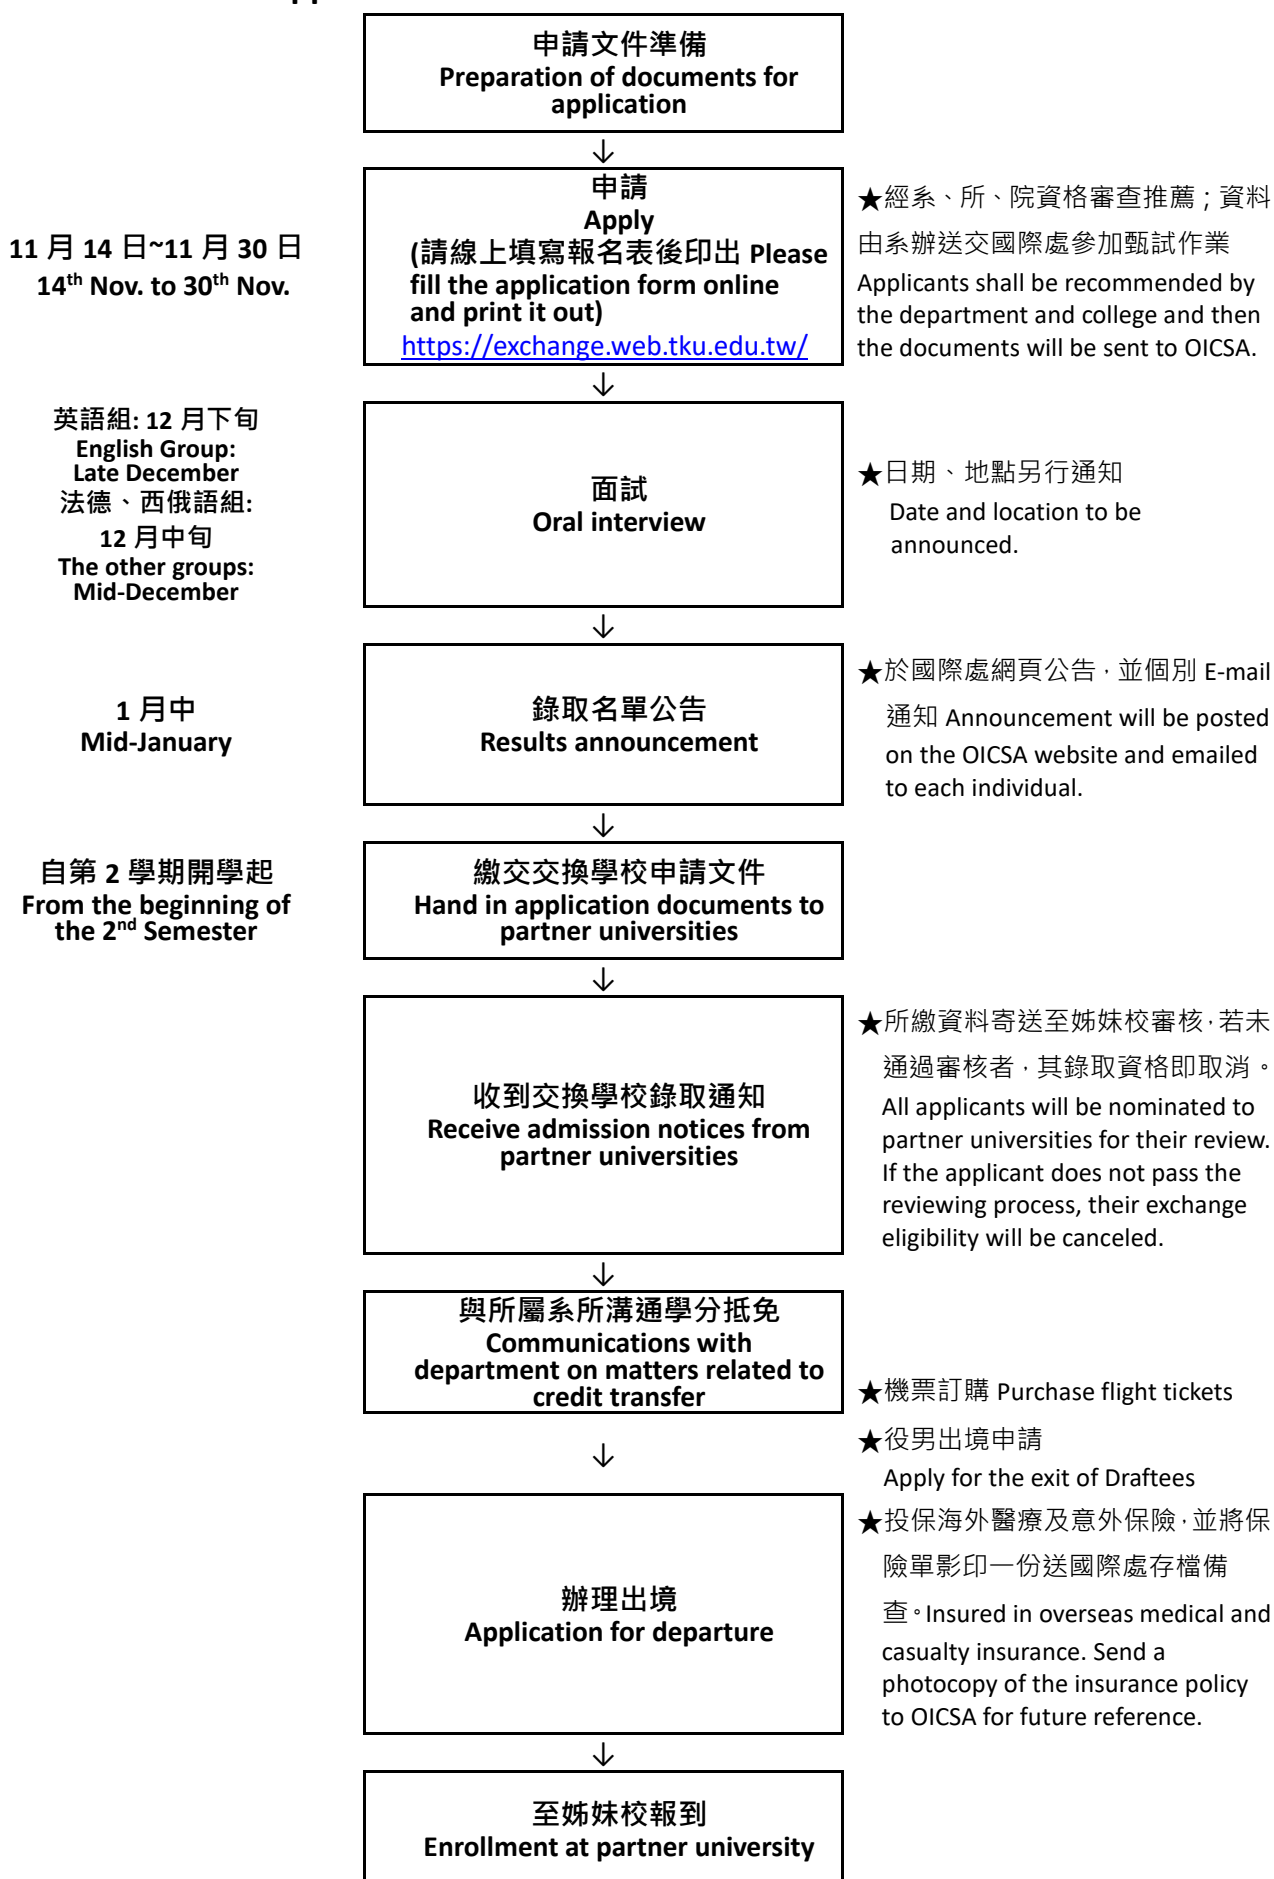 申請文件準備
Preparation of documents for
application
↓
申請
Apply
(請線上填寫報名表後印出 Please
fill the application form online
and print it out)
https://exchange.web.tku.edu.tw/
11 月 14 日~11 月 30 日
14th Nov. to 30th Nov.
★經系、所、院資格審查推薦；資料
由系辦送交國際處參加甄試作業
Applicants shall be recommended by
the department and college and then
the documents will be sent to OICSA.
↓
英語組: 12 月下旬
English Group:
Late December
法德、西俄語組:
12 月中旬
The other groups:
Mid-December
面試
Oral interview
★日期、地點另行通知
Date and location to be
announced.
↓
1 月中
Mid-January
錄取名單公告
Results announcement
★於國際處網頁公告，並個別 E-mail
通知 Announcement will be posted
on the OICSA website and emailed
to each individual.
↓
自第 2 學期開學起
From the beginning of
the 2nd Semester
繳交交換學校申請文件
Hand in application documents to
partner universities
↓
收到交換學校錄取通知
Receive admission notices from
partner universities
★所繳資料寄送至姊妹校審核，若未
通過審核者，其錄取資格即取消。
All applicants will be nominated to
partner universities for their review.
If the applicant does not pass the
reviewing process, their exchange
eligibility will be canceled.
↓
與所屬系所溝通學分抵免
Communications with
department on matters related to
credit transfer
↓
辦理出境
Application for departure
★機票訂購 Purchase flight tickets
★役男出境申請
Apply for the exit of Draftees
★投保海外醫療及意外保險，並將保
險單影印一份送國際處存檔備
查。Insured in overseas medical and
casualty insurance. Send a
photocopy of the insurance policy
to OICSA for future reference.
↓
至姊妹校報到
Enrollment at partner university